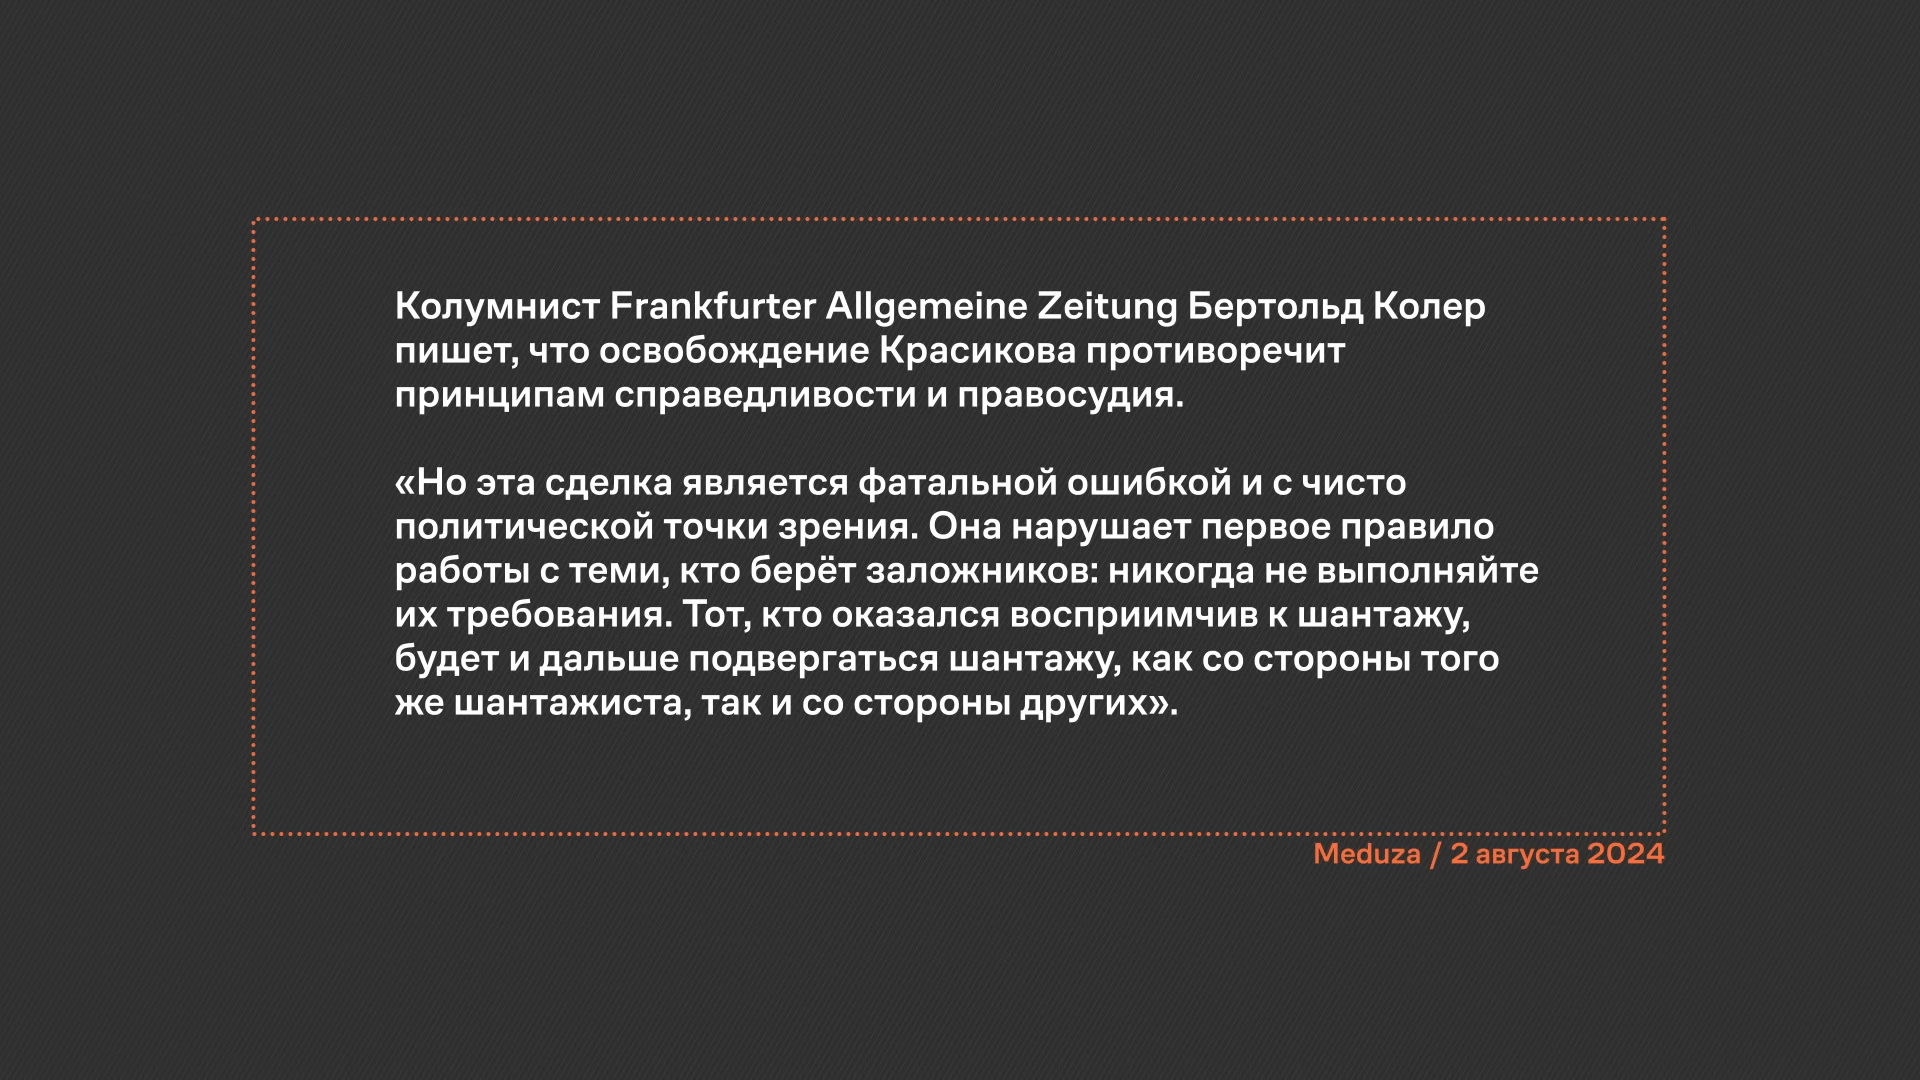 Колумнист Frankfurter Allgemeine Zeitung Бертольд Колер
пишет, что освобождение Красикова противоречит
принципам справедливости и правосудия.
«Но эта сделка является фатальной ошибкой и с чисто
политической точки зрения. Она нарушает первое правило
работы с теми, кто берёт заложников: никогда не выполняйте
их требования. Тот, кто оказался восприимчив к шантажу,
будет и дальше подвергаться шантажу, как со стороны того
же шантажиста, так и со стороны других».
Meduza / 2 августа 2024